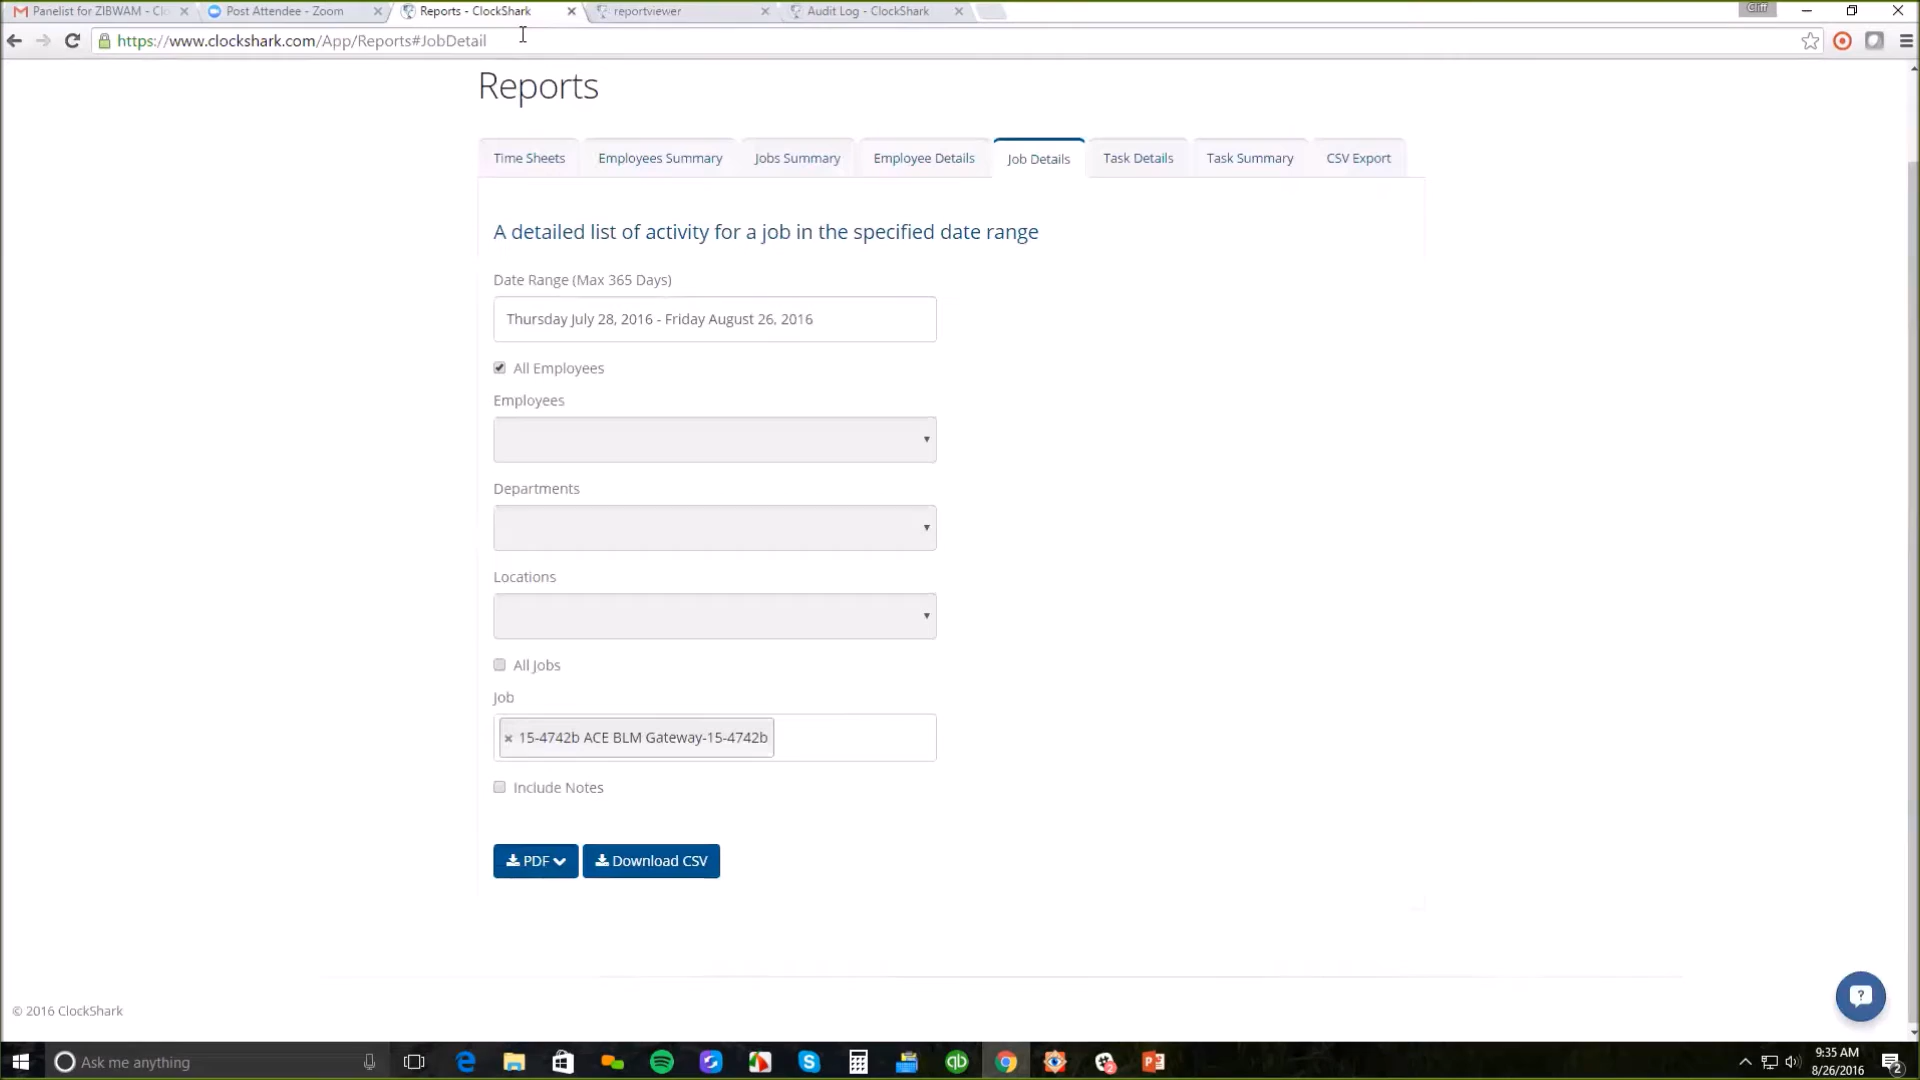 Panelist for ZIBWAM - Cl
Post Attendee - Zoom
Reports - ClockShark
reportviewer
Audit Log - ClockShark
Cliff
https://www.clockshark.com/App/Reports#JobDetail
Reports
Time Sheets
Employees Summary
Jobs Summary
Employee Details
Job Details
Task Details
Task Summary
CSV Export
A detailed list of activity for a job in the specified date range
Date Range (Max 365 Days)
Thursday July 28, 2016 - Friday August 26, 2016
All Employees
Employees
Departments
Locations
All Jobs
Job
× 15-4742b ACE BLM Gateway-15-4742b
Include Notes
PDF
Download CSV
© 2016 ClockShark
Ask me anything
9:35 AM
8/26/2016
2